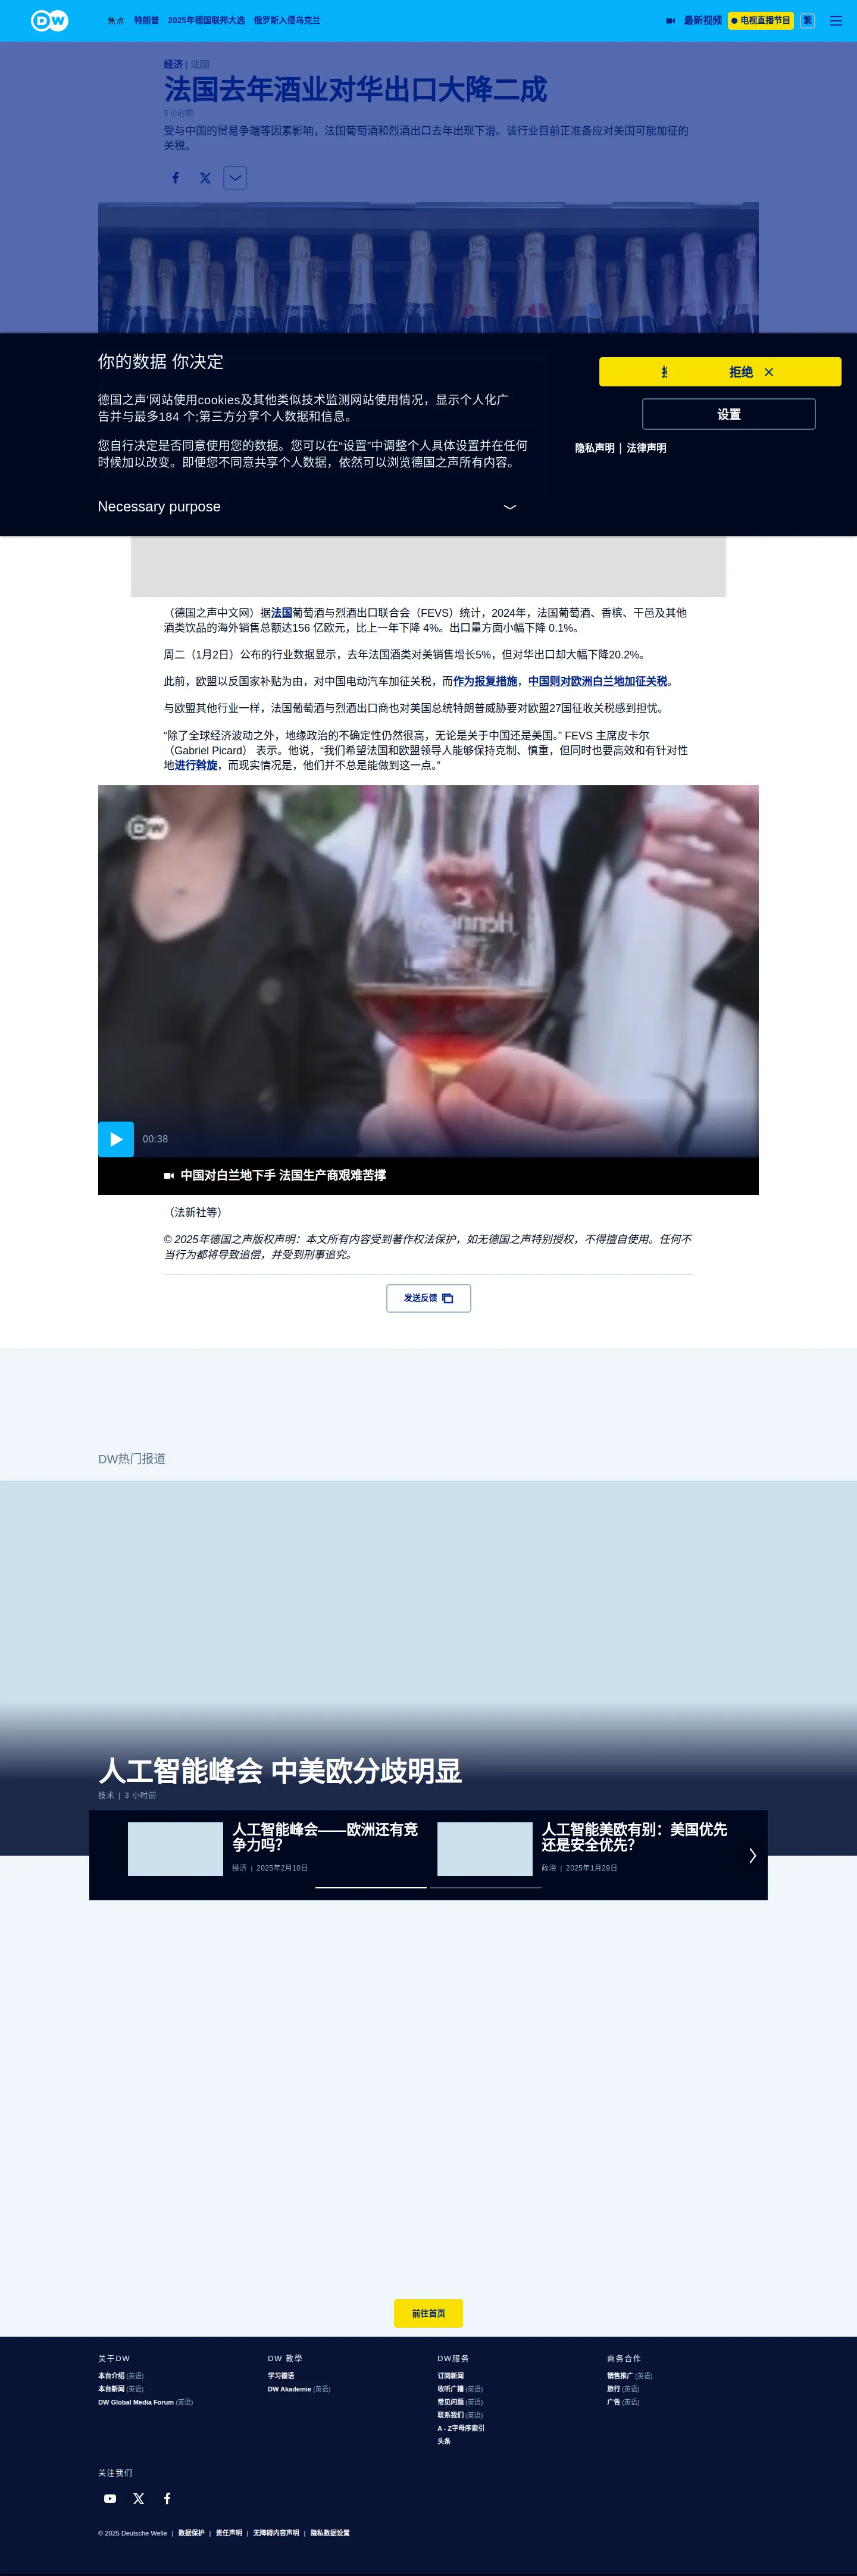 DW 焦点 特朗普 2025年德国联邦大选 俄罗斯入侵乌克兰 最新视频 电视直播节目 繁
经济 | 法国
法国去年酒业对华出口大降二成
5 小时前
受与中国的贸易争端等因素影响，法国葡萄酒和烈酒出口去年出现下滑。该行业目前正准备应对美国可能加征的
关税。
你的数据 你决定
德国之声'网站使用cookies及其他类似技术监测网站使用情况，显示个人化广
告并与最多184 个;第三方分享个人数据和信息。
您自行决定是否同意使用您的数据。您可以在“设置”中调整个人具体设置并在任何
时候加以改变。即便您不同意共享个人数据，依然可以浏览德国之声所有内容。
Necessary purpose
拒绝
设置
隐私声明 | 法律声明
（德国之声中文网）据法国葡萄酒与烈酒出口联合会（FEVS）统计，2024年，法国葡萄酒、香槟、干邑及其他
酒类饮品的海外销售总额达156 亿欧元，比上一年下降 4%。出口量方面小幅下降 0.1%。
周二（1月2日）公布的行业数据显示，去年法国酒类对美销售增长5%，但对华出口却大幅下降20.2%。
此前，欧盟以反国家补贴为由，对中国电动汽车加征关税，而作为报复措施，中国则对欧洲白兰地加征关税。
与欧盟其他行业一样，法国葡萄酒与烈酒出口商也对美国总统特朗普威胁要对欧盟27国征收关税感到担忧。
“除了全球经济波动之外，地缘政治的不确定性仍然很高，无论是关于中国还是美国。” FEVS 主席皮卡尔
（Gabriel Picard） 表示。他说，“我们希望法国和欧盟领导人能够保持克制、慎重，但同时也要高效和有针对性
地进行斡旋，而现实情况是，他们并不总是能做到这一点。”
DW
00:38
中国对白兰地下手 法国生产商艰难苦撑
（法新社等）
© 2025年德国之声版权声明：本文所有内容受到著作权法保护，如无德国之声特别授权，不得擅自使用。任何不
当行为都将导致追偿，并受到刑事追究。
发送反馈
DW热门报道
人工智能峰会 中美欧分歧明显
技术 | 3 小时前
人工智能峰会——欧洲还有竞
争力吗？
经济 | 2025年2月10日
人工智能美欧有别：美国优先
还是安全优先？
政治 | 2025年1月29日
前往首页
关于DW
本台介绍 (英语)
本台新闻 (英语)
DW Global Media Forum (英语)
DW 教學
学习德语
DW Akademie (英语)
DW服务
订阅新闻
收听广播 (英语)
常见问题 (英语)
联系我们 (英语)
A - Z字母序索引
头条
商务合作
销售推广 (英语)
旅行 (英语)
广告 (英语)
关注我们
© 2025 Deutsche Welle | 数据保护 | 责任声明 | 无障碍内容声明 | 隐私数据设置